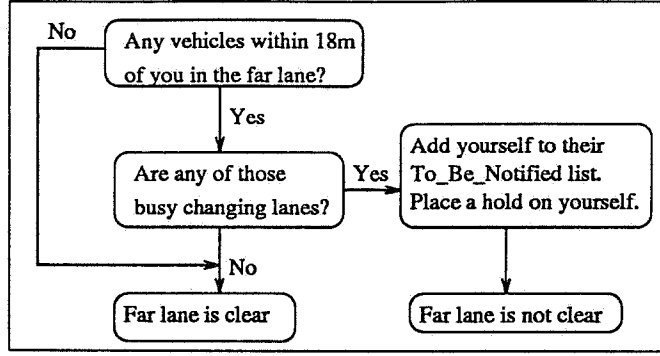 No
Any vehicles within 18m
of you in the far lane?
Yes
Are any of those
busy changing lanes?
Yes
Add yourself to their
To_Be_Notified list.
Place a hold on yourself.
No
Far lane is clear
Far lane is not clear